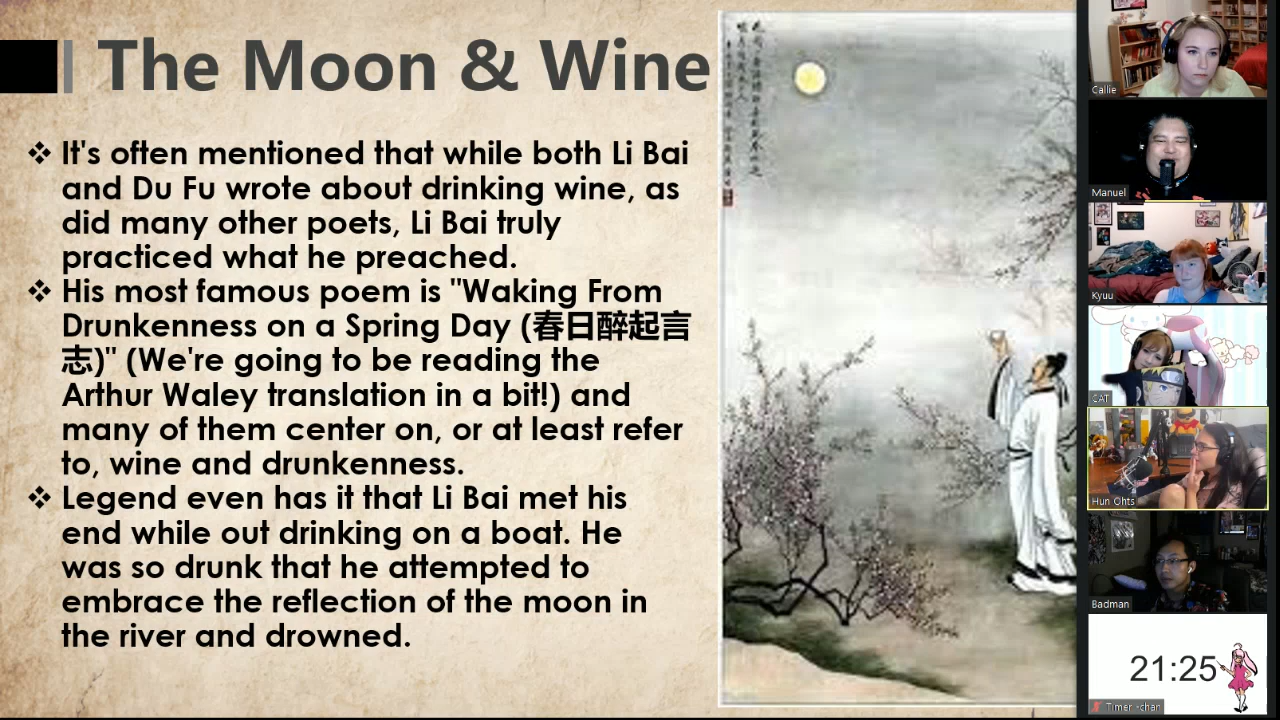 The Moon & Wine
❖ It's often mentioned that while both Li Bai
and Du Fu wrote about drinking wine, as
did many other poets, Li Bai truly
practiced what he preached.
❖ His most famous poem is "Waking From
Drunkenness on a Spring Day (春日醉起言
志)" (We're going to be reading the
Arthur Waley translation in a bit!) and
many of them center on, or at least refer
to, wine and drunkenness.
❖ Legend even has it that Li Bai met his
end while out drinking on a boat. He
was so drunk that he attempted to
embrace the reflection of the moon in
the river and drowned.
Callie
Manuel
Kyuu
CAT
Hun Ohts
Badman
21:25
Timer -chan